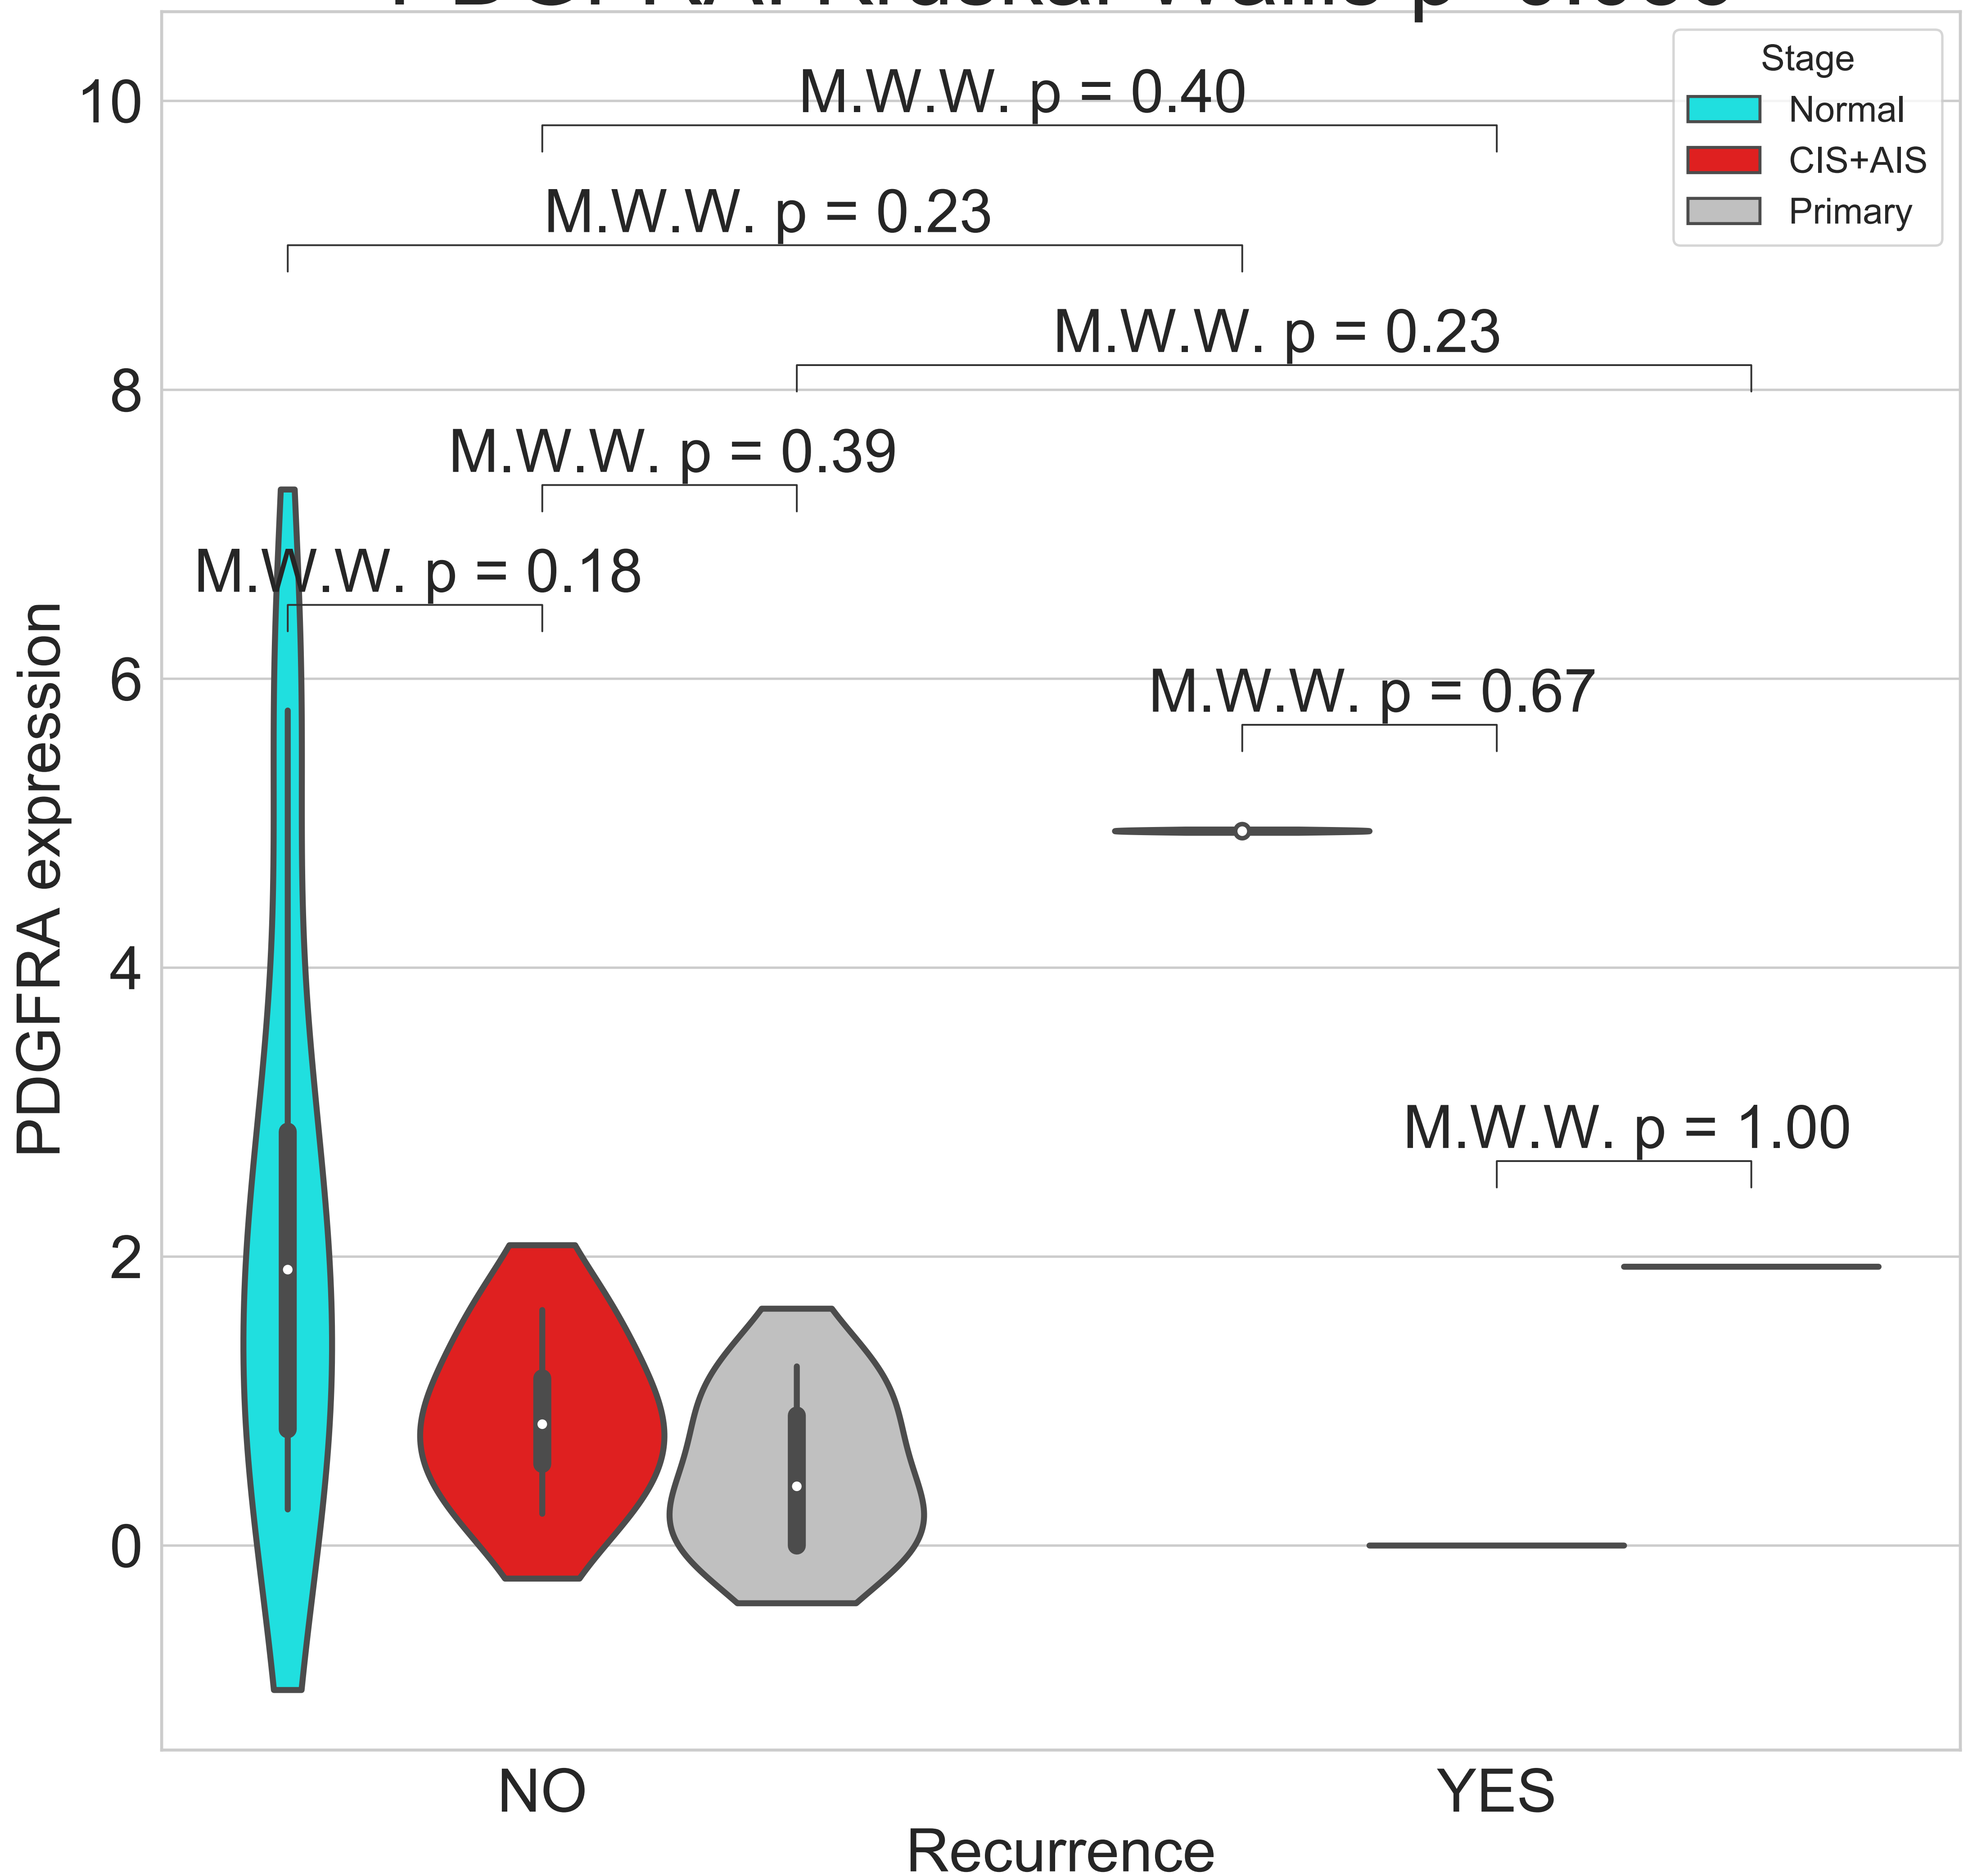 Stage
Normal
CIS+AIS
Primary
10
8
6
4
2
0
PDGFRA expression
M.W.W. p = 0.40
M.W.W. p = 0.23
M.W.W. p = 0.23
M.W.W. p = 0.39
M.W.W. p = 0.18
M.W.W. p = 0.67
M.W.W. p = 1.00
NO
YES
Recurrence